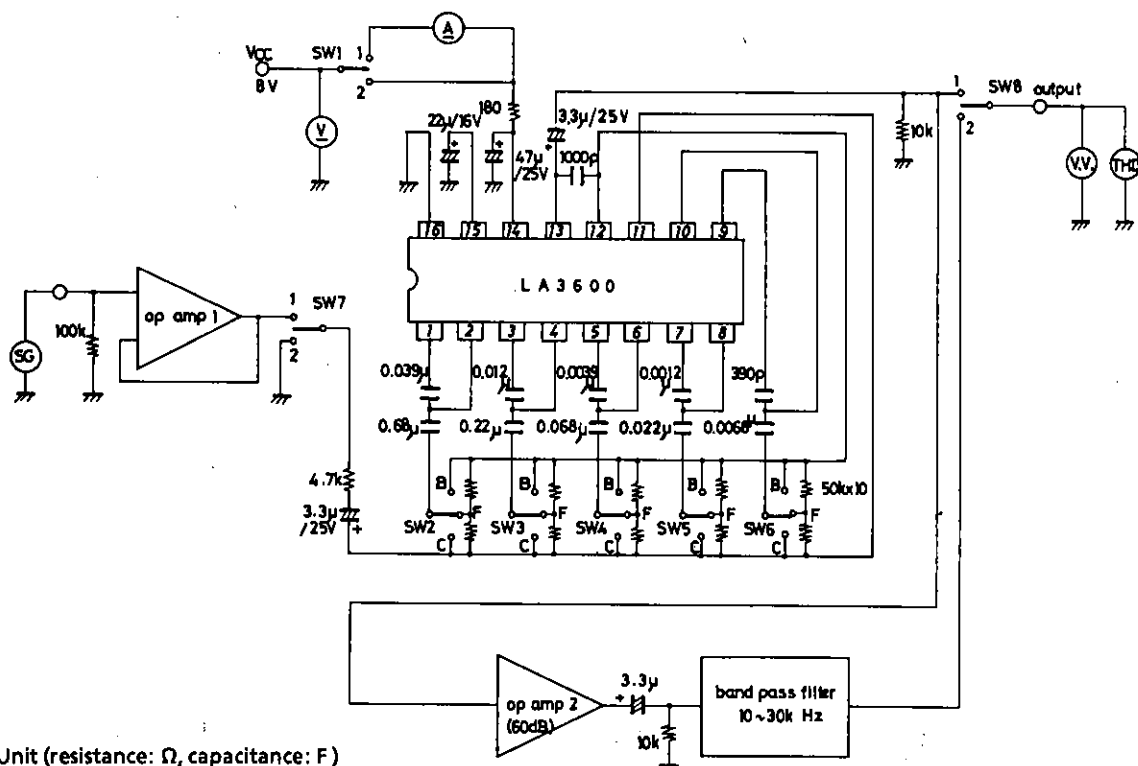 VCC
8V
SW1
1
2
A
V
180
22μ/16V
47μ
/25V
3.3μ/25V
1000p
10k
1
2
SW8
output
V.V.
THD
16
15
14
13
12
11
10
9
LA3600
1
2
3
4
5
6
7
8
SG
100k
op amp 1
1
2
SW7
0.039μ
0.012
μ
0.0039
μ
0.0012
μ
390p
0.68μ
0.22μ
0.068μ
0.022μ
0.0068
μ
4.7k
3.3μ
/25V
+
B
B
B
B
B
50k×10
SW2
F
SW3
F
SW4
F
SW5
F
SW6
F
C
C
C
C
C
op amp 2
(60dB)
3.3μ
+
10k
band pass filter
10~30k Hz
Unit (resistance: Ω, capacitance: F)